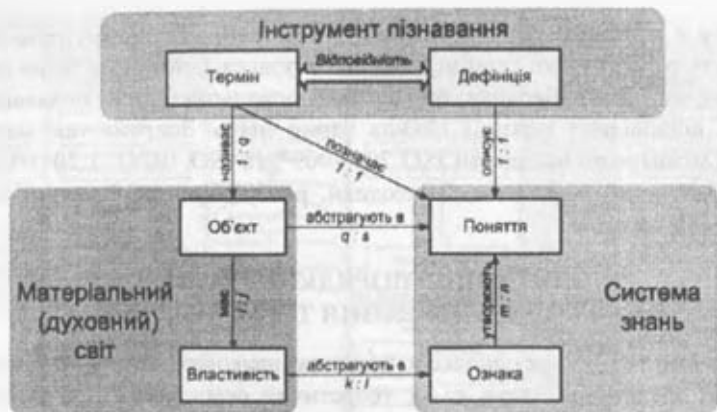 Інструмент пізнавання
Термін
Відповідність
Дефініція
називає
1 : q
позначає
1 : 1
описує
1 : 1
Об'єкт
абстрагують в
q : s
Поняття
Матеріальний
(духовний)
світ
має
утворюють
m : n
Система
знань
Властивість
абстрагують в
k : l
Ознака